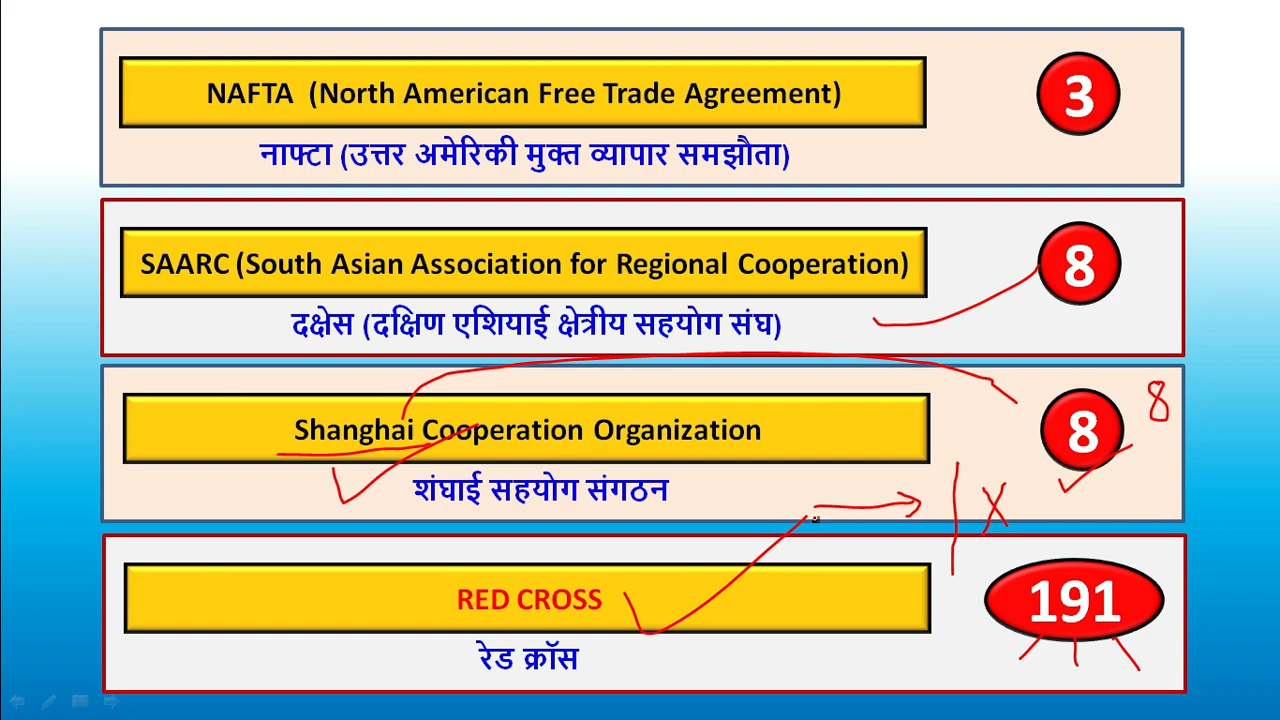 NAFTA (North American Free Trade Agreement)
3
नाफ्टा (उत्तर अमेरिकी मुक्त व्यापार समझौता)
SAARC (South Asian Association for Regional Cooperation)
8
दक्षेस (दक्षिण एशियाई क्षेत्रीय सहयोग संघ)
Shanghai Cooperation Organization
8
8
शंघाई सहयोग संगठन
RED CROSS
191
रेड क्रॉस